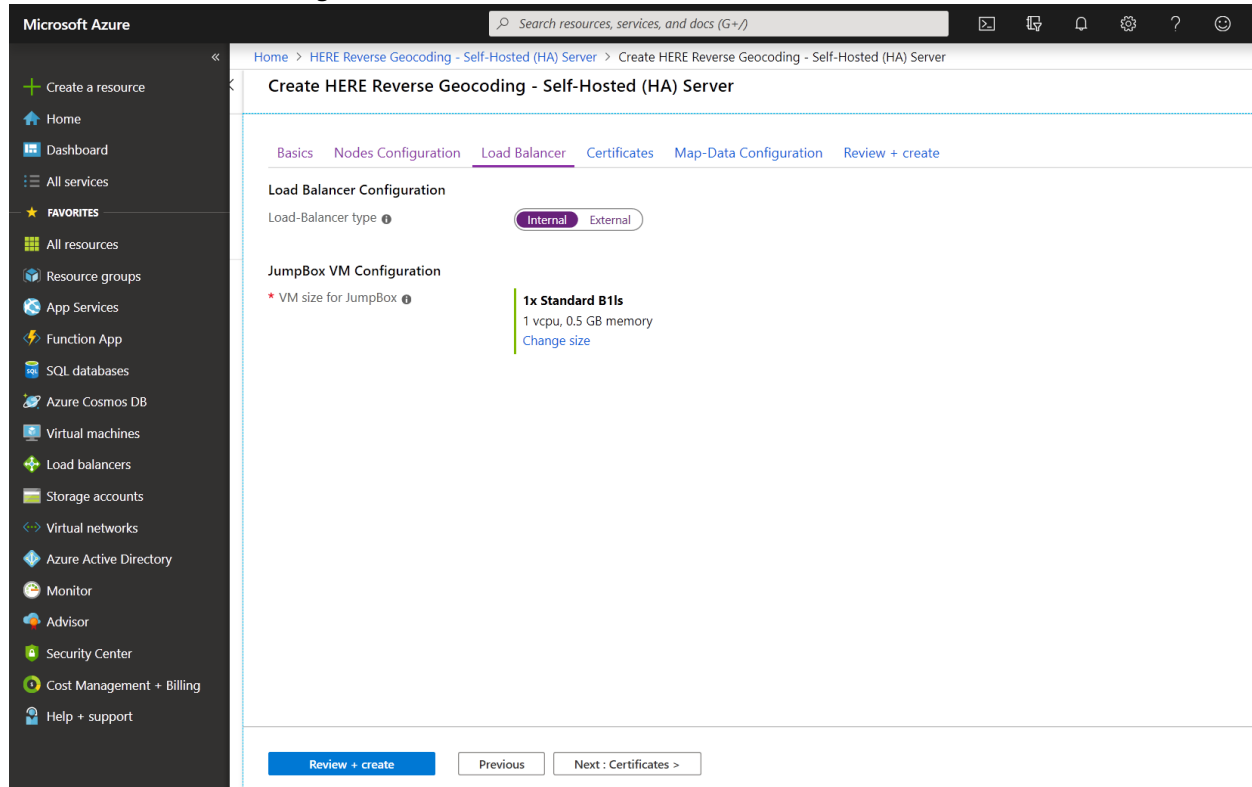 Microsoft Azure
Search resources, services, and docs (G+/)
Home > HERE Reverse Geocoding - Self-Hosted (HA) Server > Create HERE Reverse Geocoding - Self-Hosted (HA) Server
Create HERE Reverse Geocoding - Self-Hosted (HA) Server
Create a resource
Home
Dashboard
All services
FAVORITES
All resources
Resource groups
App Services
Function App
SQL databases
Azure Cosmos DB
Virtual machines
Load balancers
Storage accounts
Virtual networks
Azure Active Directory
Monitor
Advisor
Security Center
Cost Management + Billing
Help + support
Basics Nodes Configuration Load Balancer Certificates Map-Data Configuration Review + create
Load Balancer Configuration
Load-Balancer type Internal External
JumpBox VM Configuration
* VM size for JumpBox 1x Standard B1ls
1 vcpu, 0.5 GB memory
Change size
Review + create Previous Next : Certificates >